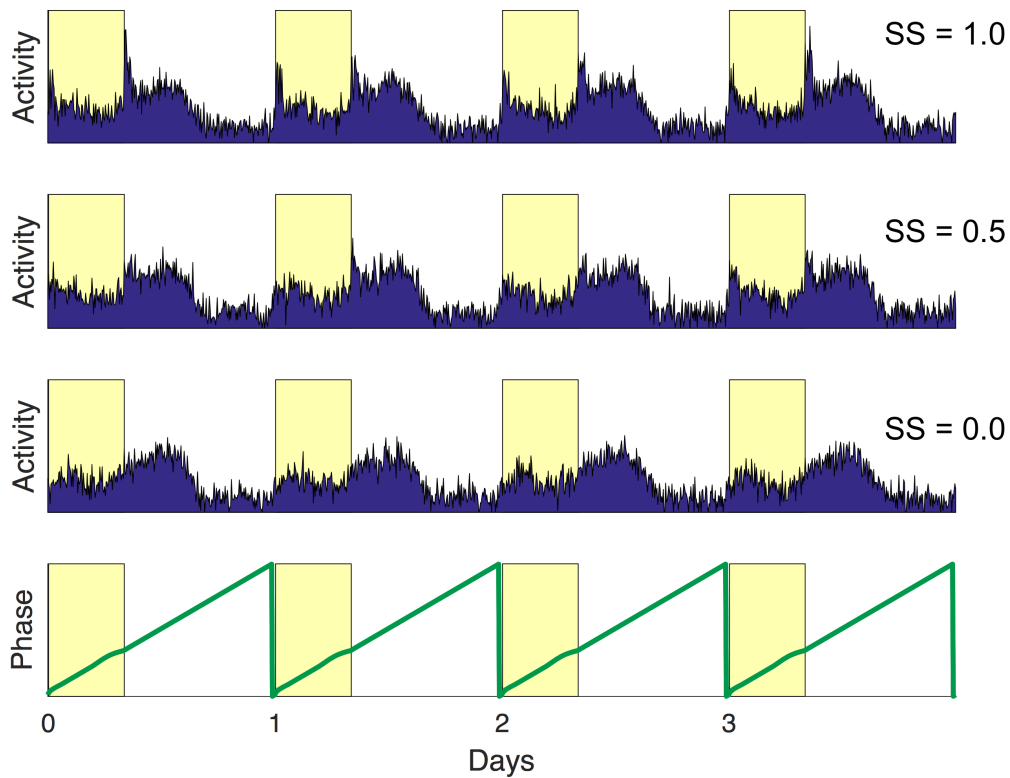 Activity
SS = 1.0
Activity
SS = 0.5
Activity
SS = 0.0
Phase
0 1 2 3
Days